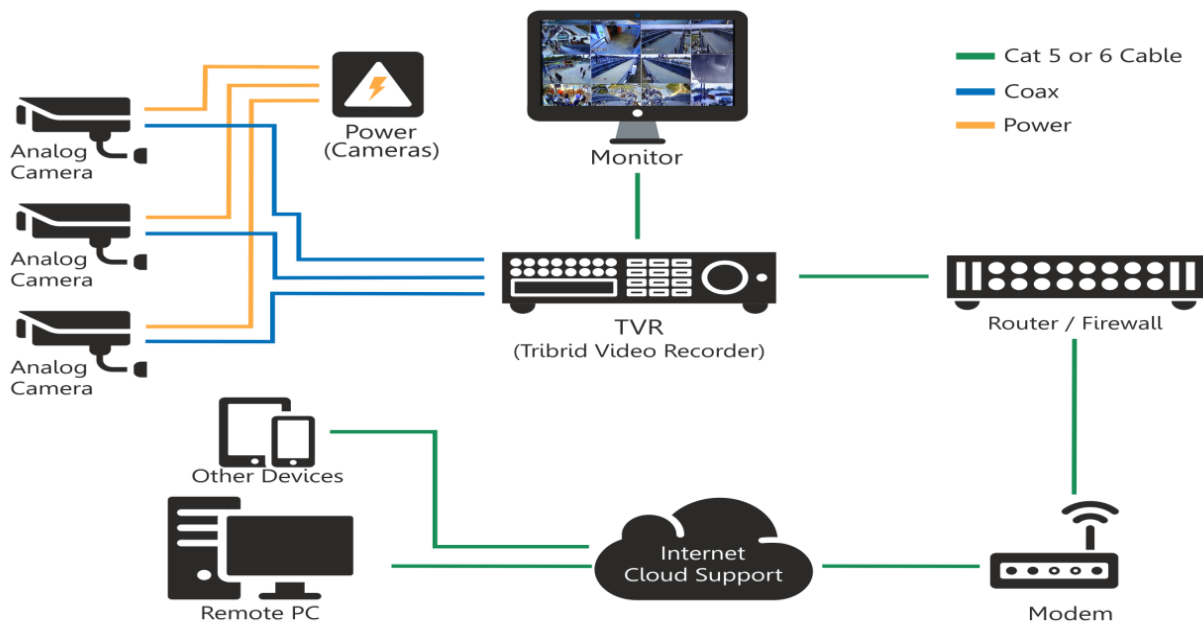 Cat 5 or 6 Cable
Coax
Power
Power
(Cameras)
Monitor
Analog
Camera
Analog
Camera
Analog
Camera
TVR
(Tribrid Video Recorder)
Router / Firewall
Other Devices
Internet
Cloud Support
Remote PC
Modem